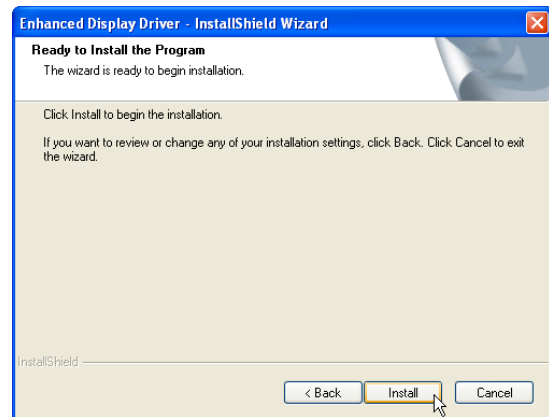 Enhanced Display Driver - InstallShield Wizard
Ready to Install the Program
The wizard is ready to begin installation.
Click Install to begin the installation.
If you want to review or change any of your installation settings, click Back. Click Cancel to exit
the wizard.
InstallShield
< Back Install Cancel